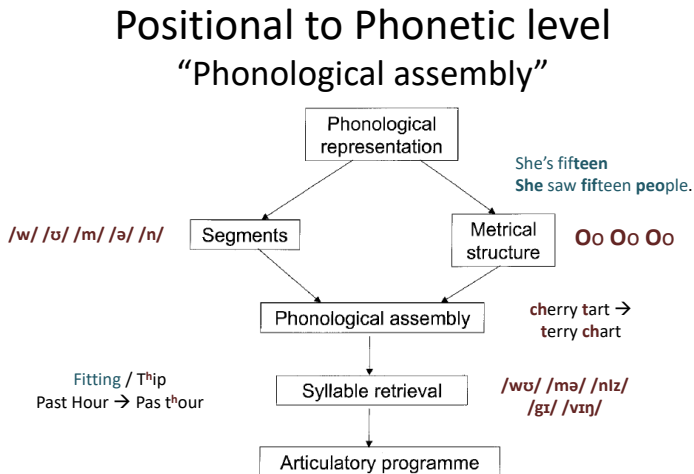 Positional to Phonetic level
“Phonological assembly”
Phonological
representation
She’s fifteen
She saw fifteen people.
/w/ /ʊ/ /m/ /ə/ /n/
Segments
Metrical
structure
Oo Oo Oo
Phonological assembly
cherry tart →
terry chart
Fitting / Tʰip
Past Hour → Pas tʰour
Syllable retrieval
/wʊ/ /mə/ /nlz/
/gɪ/ /vɪŋ/
Articulatory programme